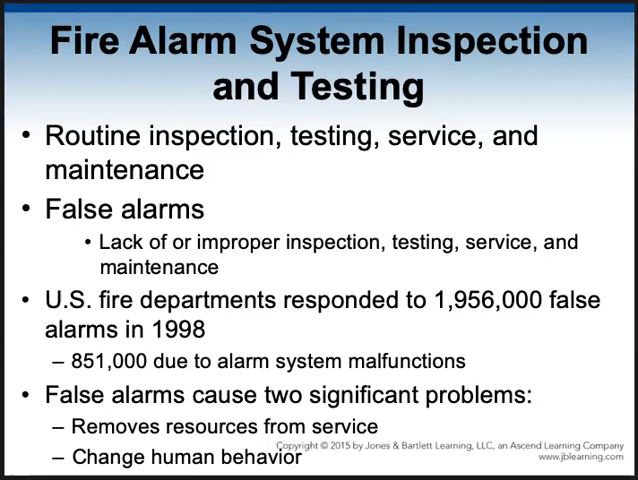 Fire Alarm System Inspection
and Testing
• Routine inspection, testing, service, and
maintenance
• False alarms
• Lack of or improper inspection, testing, service, and
maintenance
• U.S. fire departments responded to 1,956,000 false
alarms in 1998
– 851,000 due to alarm system malfunctions
• False alarms cause two significant problems:
– Removes resources from service
Copyright © 2015 by Jones & Bartlett Learning, LLC, an Ascend Learning Company
www.jblearning.com
– Change human behavior